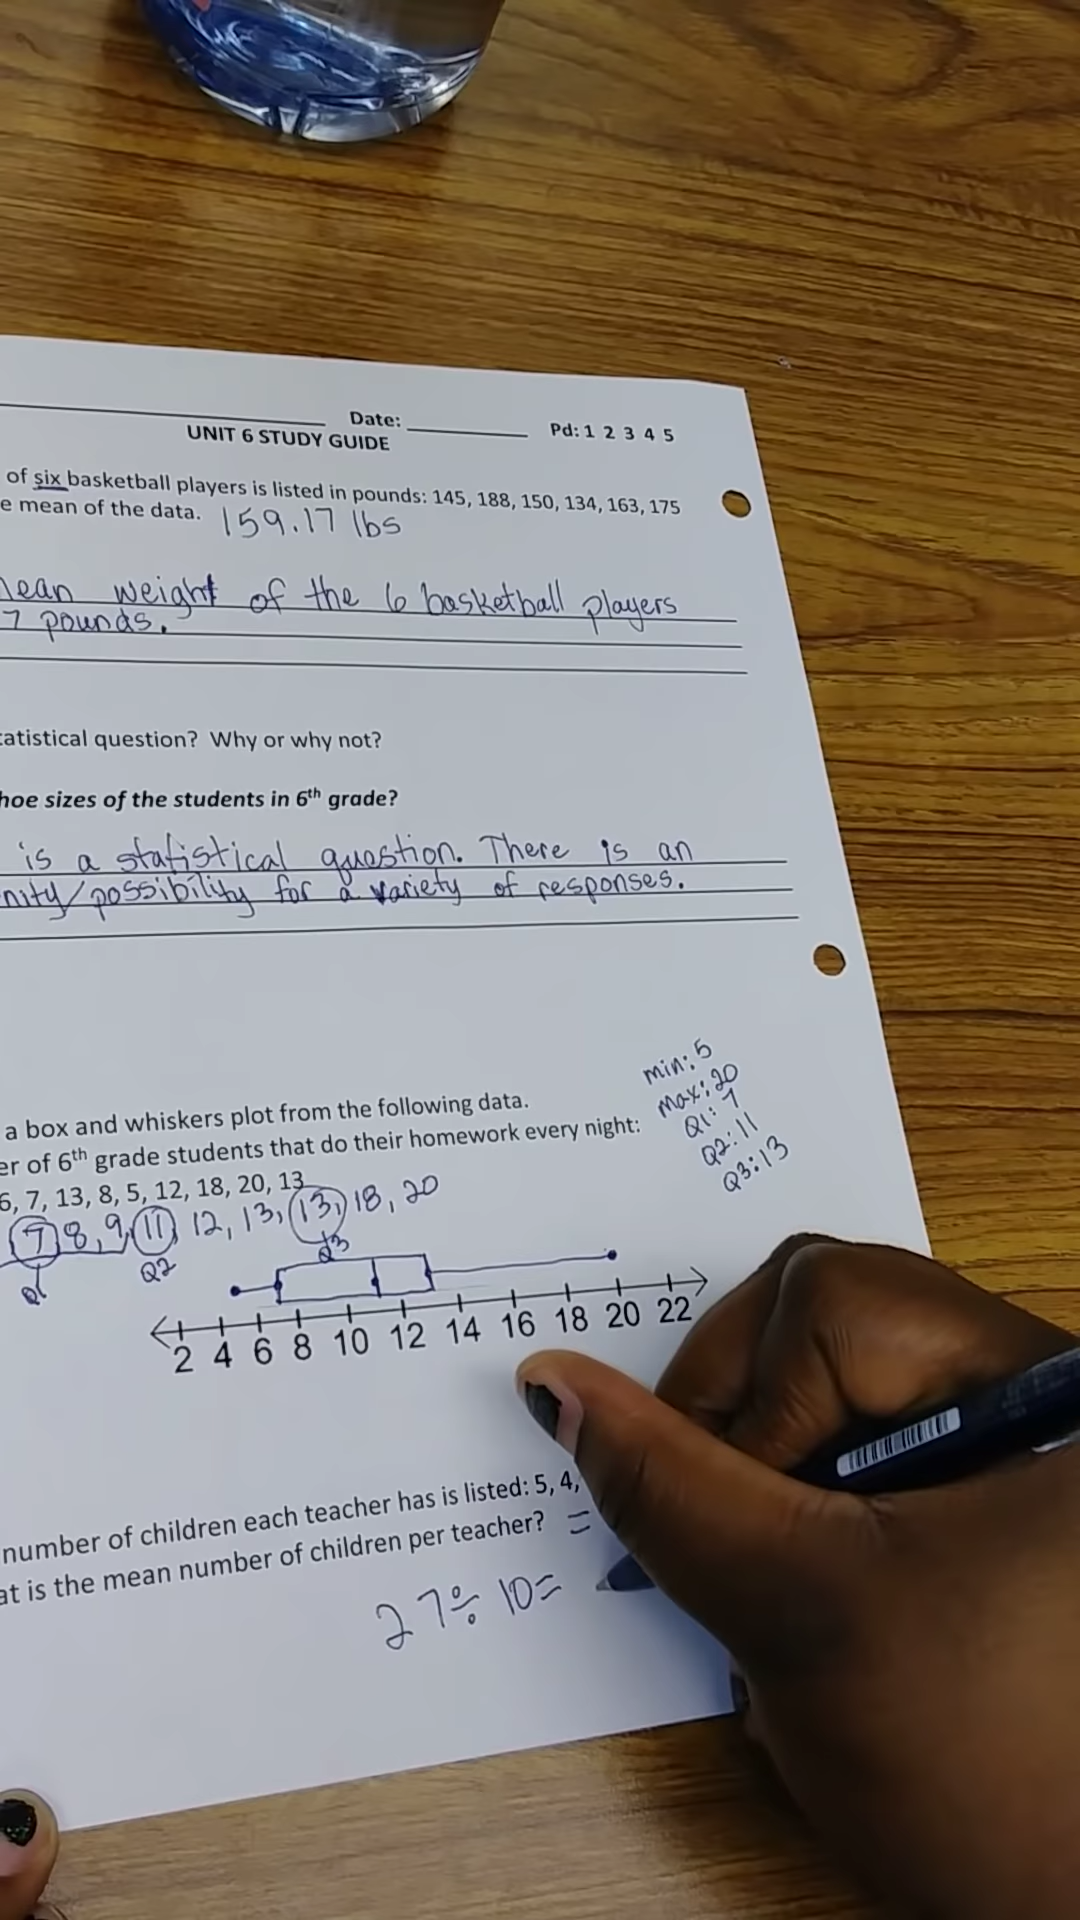 Date:
UNIT 6 STUDY GUIDE
Pd: 1 2 3 4 5
of six basketball players is listed in pounds: 145, 188, 150, 134, 163, 175
e mean of the data. 159.17 lbs
mean weight of the 6 basketball players
7 pounds.
tatistical question? Why or why not?
hoe sizes of the students in 6th grade?
is a statistical question. There is an
nity/possibility for a variety of responses.
min: 5
max: 20
Q1: 7
Q2: 11
Q3: 13
a box and whiskers plot from the following data.
er of 6th grade students that do their homework every night:
6, 7, 13, 8, 5, 12, 18, 20, 13
7 8, 9, 11, 12, 13, 13, 18, 20
Q1 Q2 Q3
2 4 6 8 10 12 14 16 18 20 22
number of children each teacher has is listed: 5, 4,
at is the mean number of children per teacher? =
27 ÷ 10 =